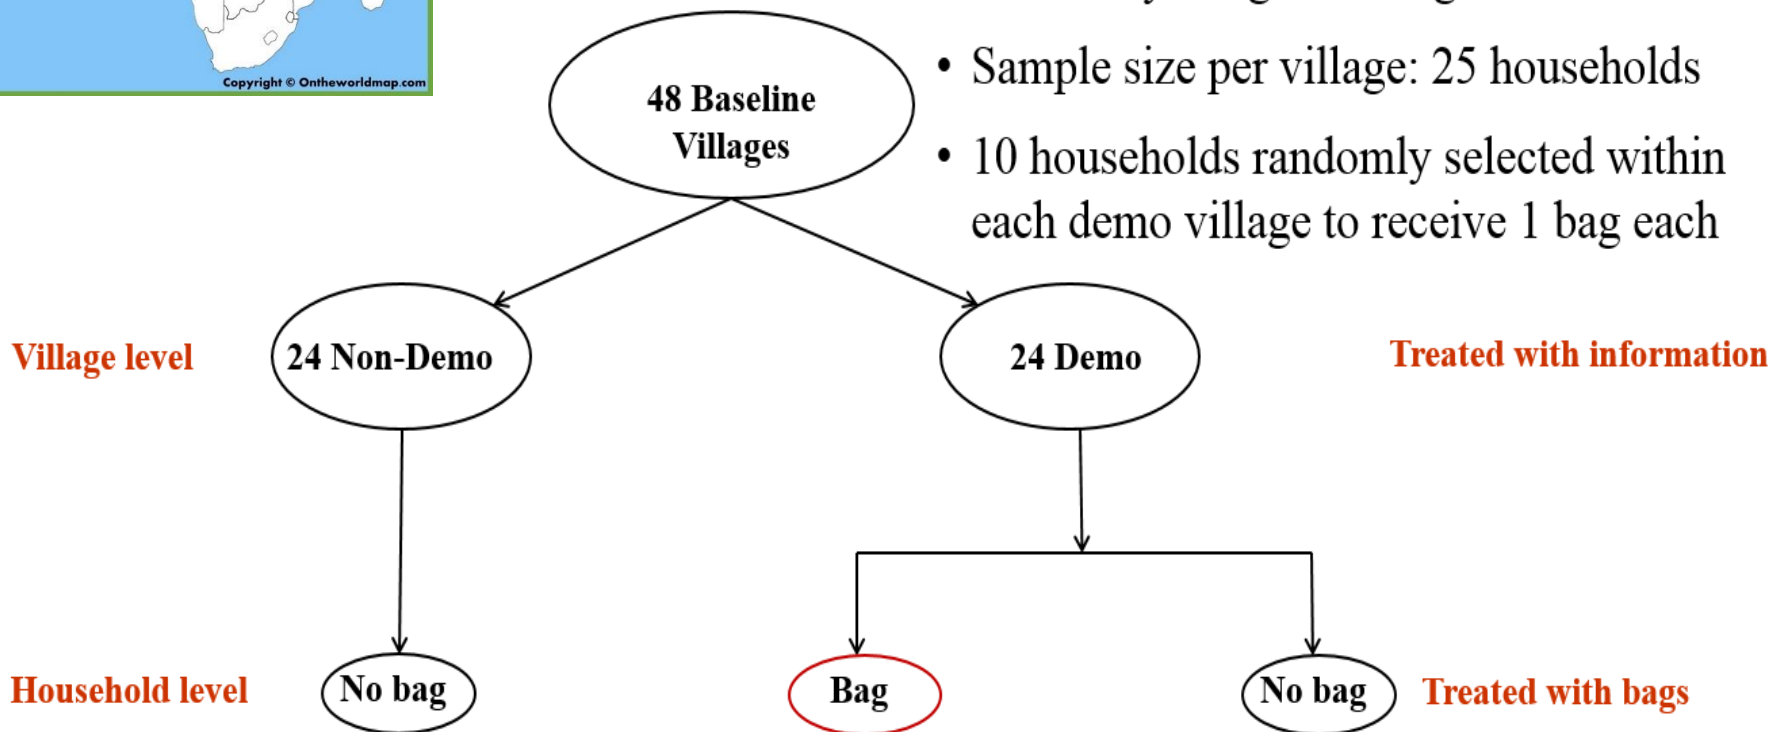 Copyright © Ontheworldmap.com
48 Baseline
Villages
• Sample size per village: 25 households
• 10 households randomly selected within
each demo village to receive 1 bag each
Village level
24 Non-Demo
24 Demo
Treated with information
Household level
No bag
Bag
No bag
Treated with bags